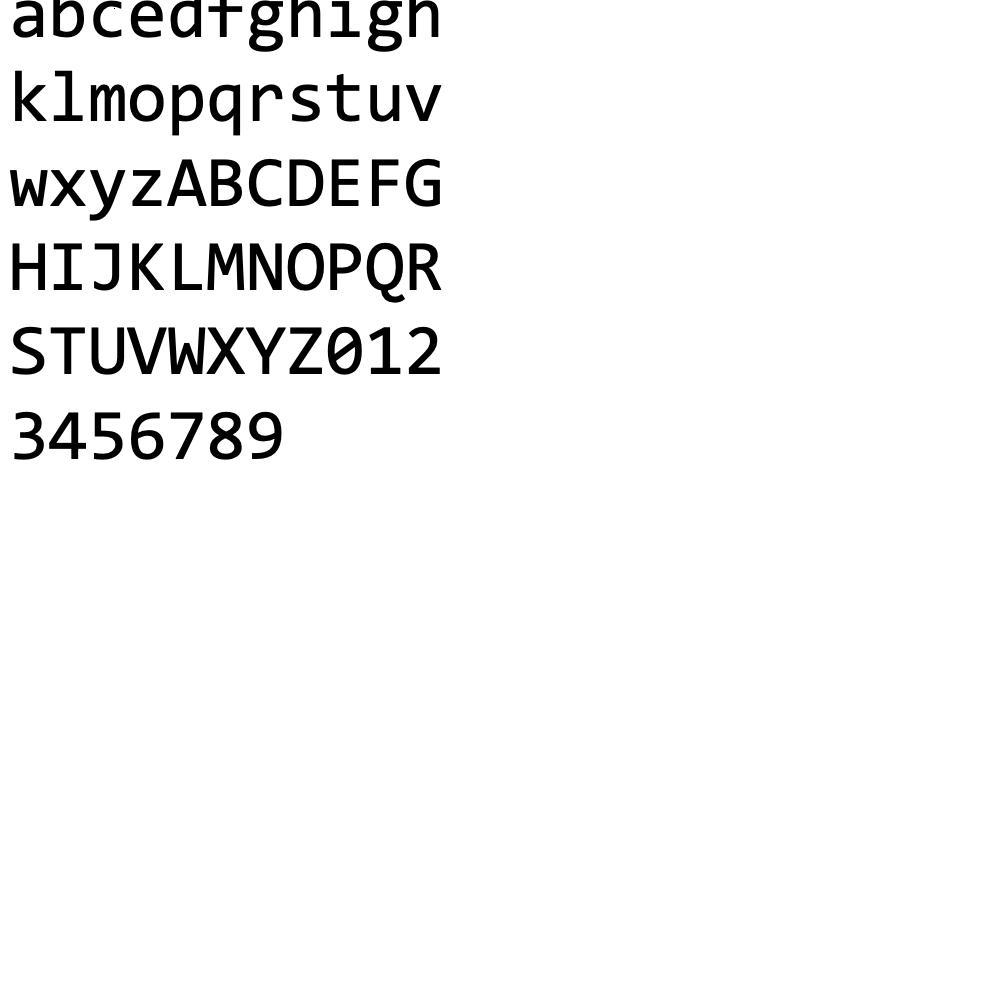 abcedfghigh
klmopqrstuv
wxyzABCDEFG
HIJKLMNOPQR
STUVWXYZ012
3456789